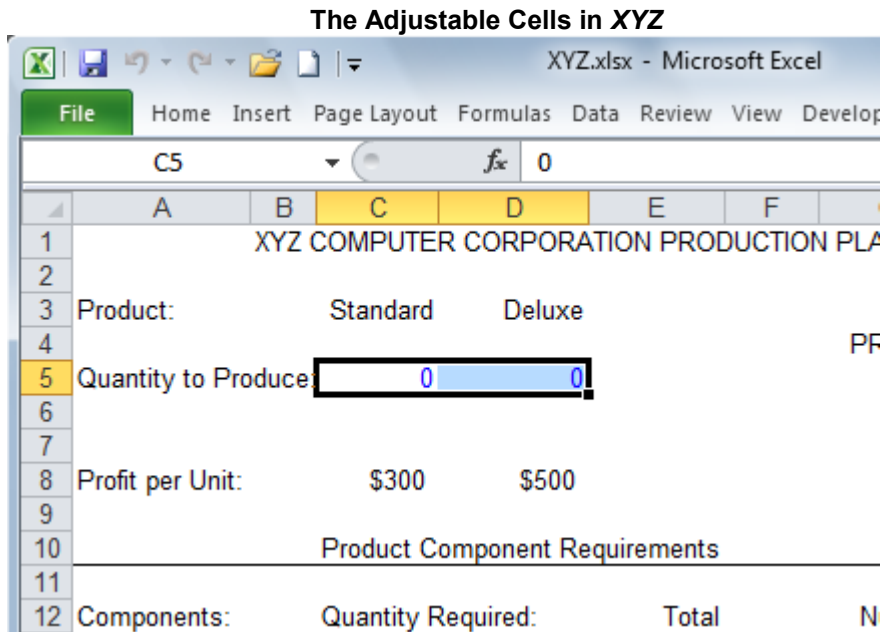 The Adjustable Cells in XYZ
XYZ.xlsx - Microsoft Excel
File Home Insert Page Layout Formulas Data Review View Develop
C5 fx 0
A B C D E F
1 XYZ COMPUTER CORPORATION PRODUCTION PLA
2
3 Product: Standard Deluxe
4 PR
5 Quantity to Produce: 0 0
6
7
8 Profit per Unit: $300 $500
9
10 Product Component Requirements
11
12 Components: Quantity Required: Total